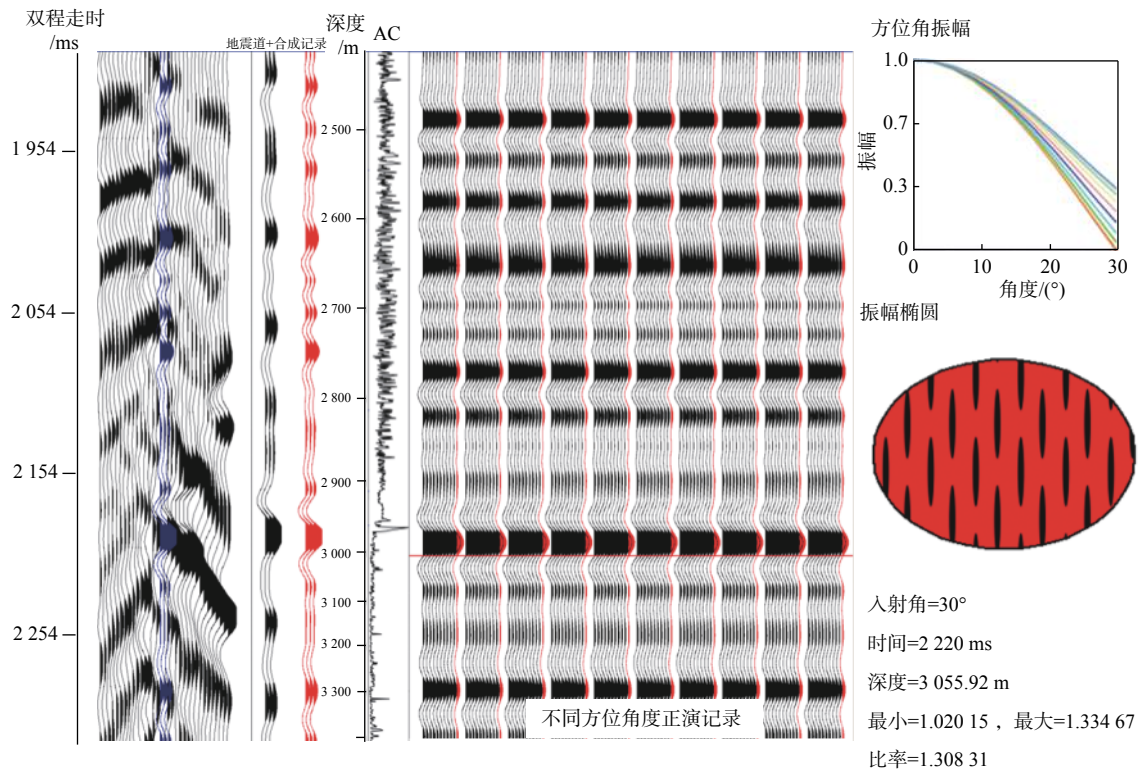 双程走时
/ms
地震道+合成记录
1 954
2 054
2 154
2 254
深度
/m
AC
2 500
2 600
2 700
2 800
2 900
3 000
3 100
3 200
3 300
不同方位角度正演记录
方位角振幅
振幅
1.0
0.7
0.3
0
0 10 20 30
角度/(°)
振幅椭圆
入射角=30°
时间=2 220 ms
深度=3 055.92 m
最小=1.020 15 ，最大=1.334 67
比率=1.308 31